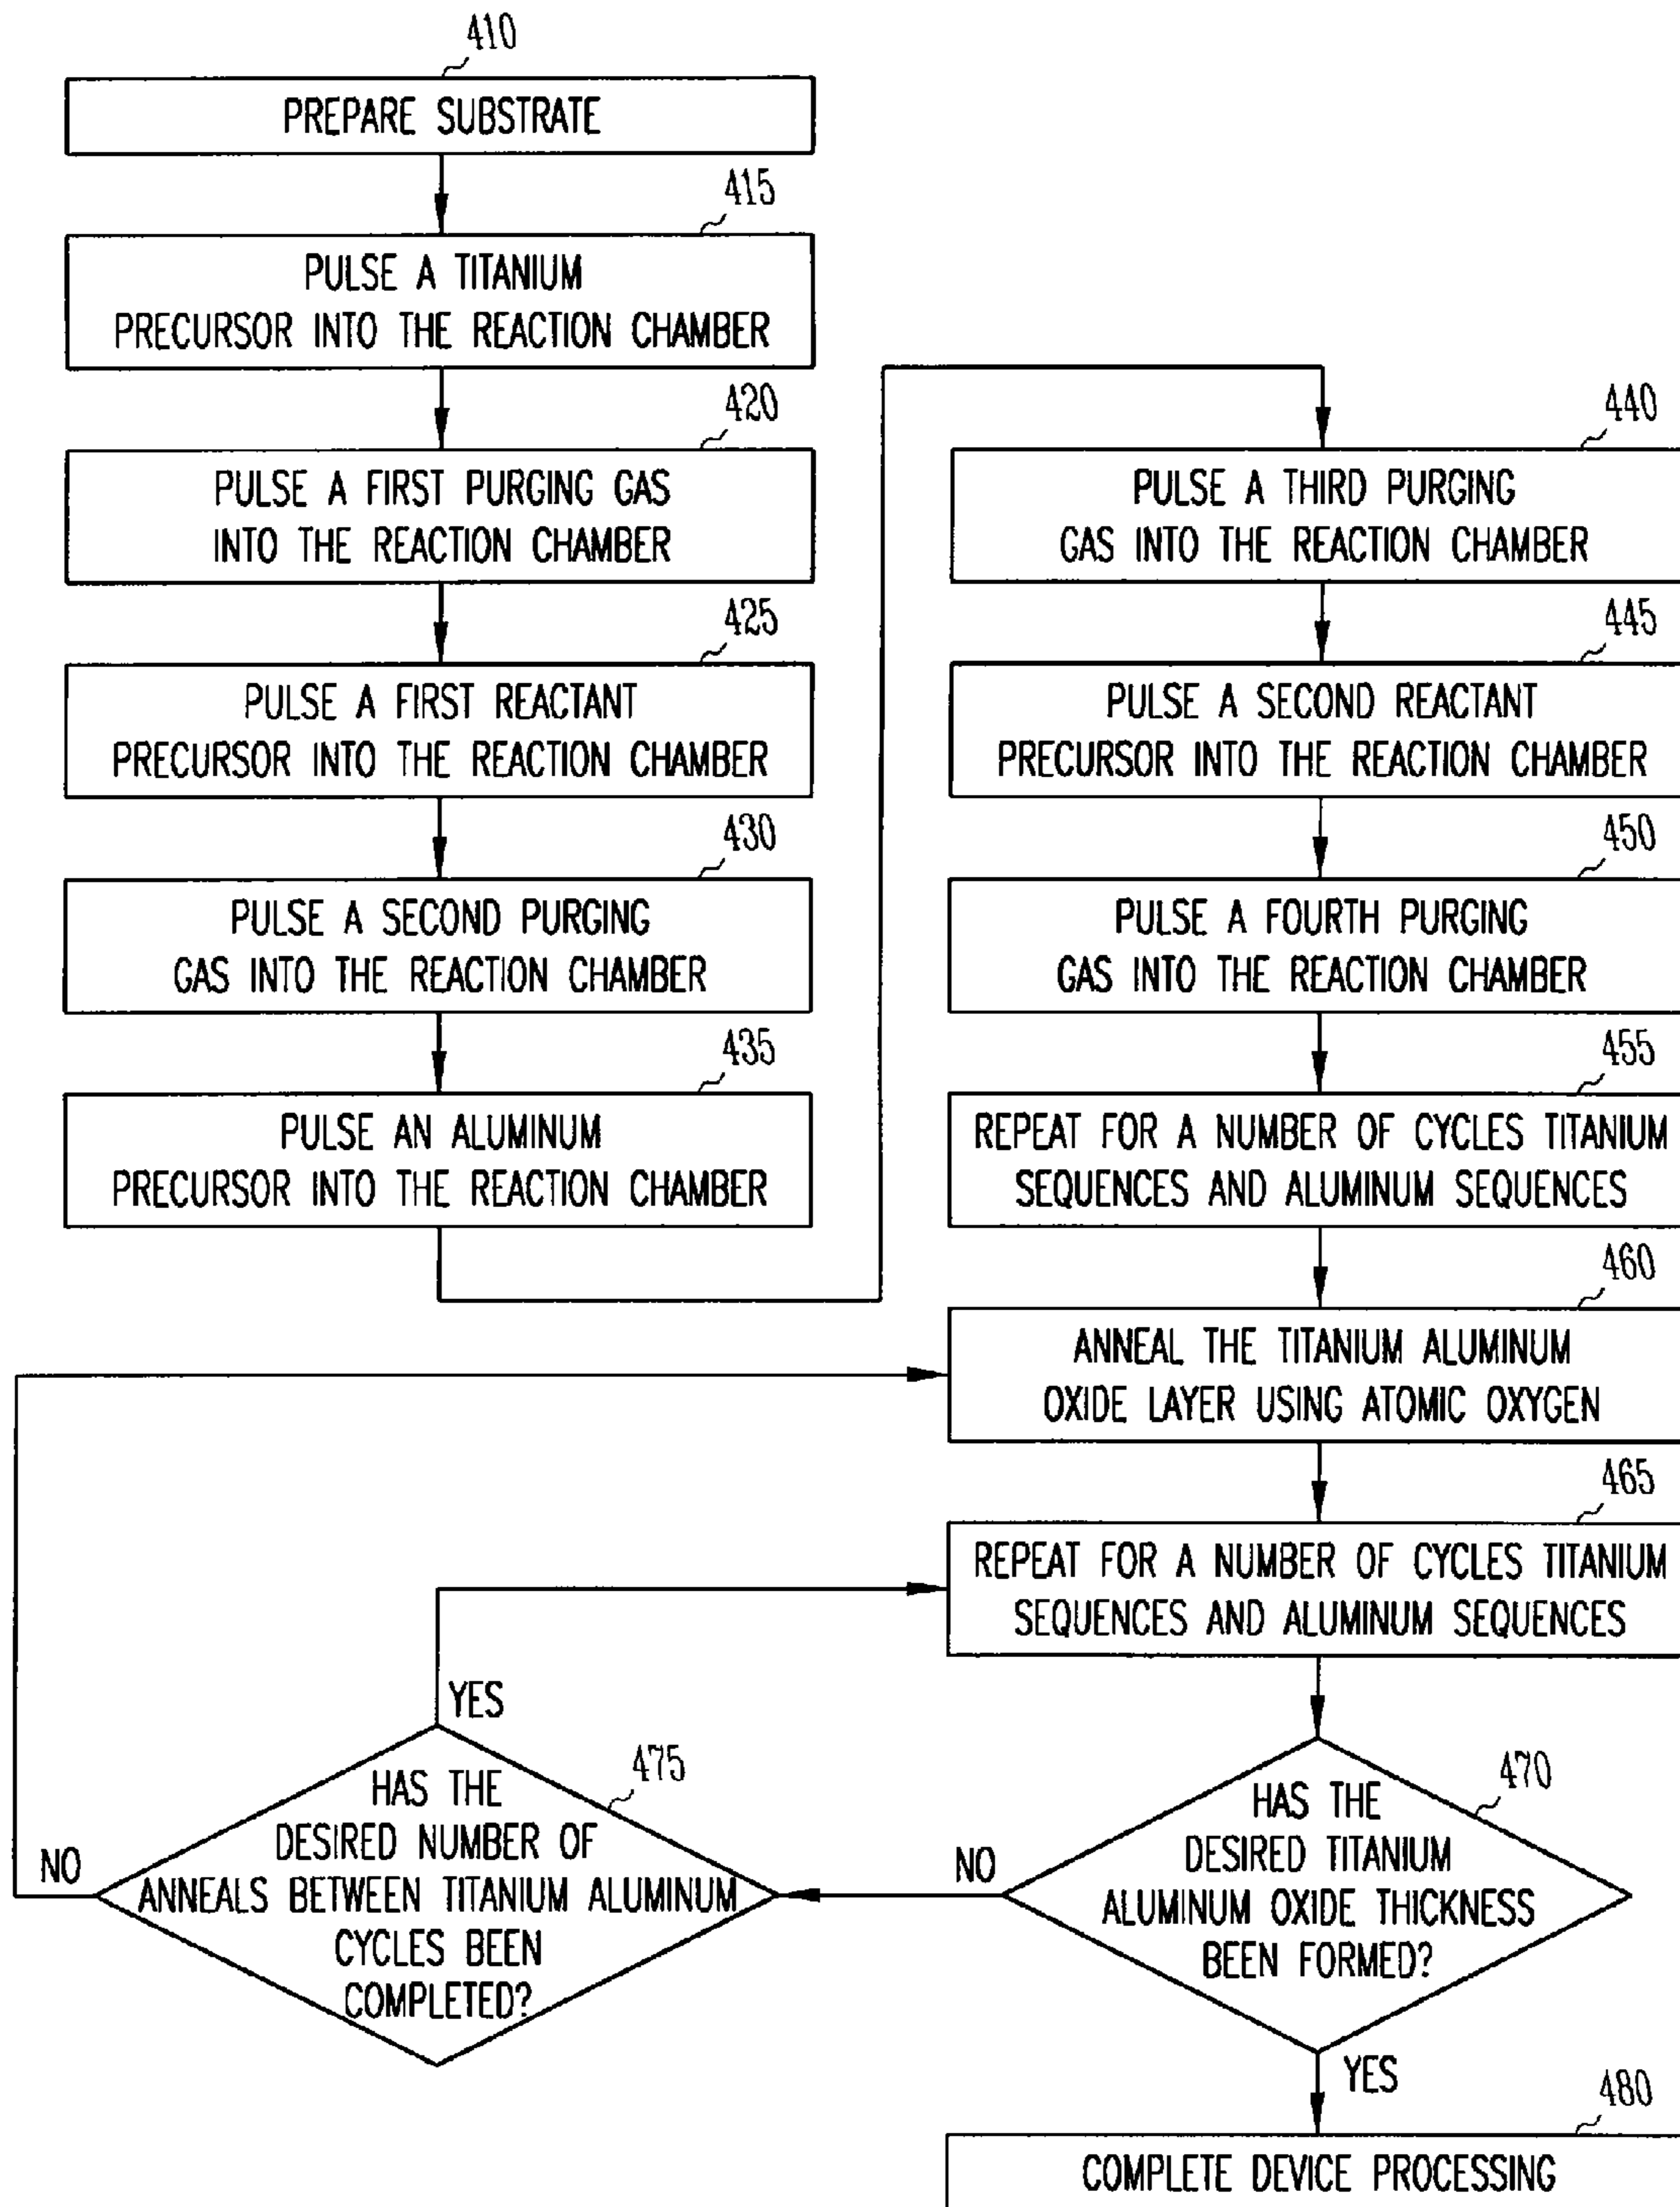 410
PREPARE SUBSTRATE
415
PULSE A TITANIUM
PRECURSOR INTO THE REACTION CHAMBER
420
PULSE A FIRST PURGING GAS
INTO THE REACTION CHAMBER
425
PULSE A FIRST REACTANT
PRECURSOR INTO THE REACTION CHAMBER
430
PULSE A SECOND PURGING
GAS INTO THE REACTION CHAMBER
435
PULSE AN ALUMINUM
PRECURSOR INTO THE REACTION CHAMBER
440
PULSE A THIRD PURGING
GAS INTO THE REACTION CHAMBER
445
PULSE A SECOND REACTANT
PRECURSOR INTO THE REACTION CHAMBER
450
PULSE A FOURTH PURGING
GAS INTO THE REACTION CHAMBER
455
REPEAT FOR A NUMBER OF CYCLES TITANIUM
SEQUENCES AND ALUMINUM SEQUENCES
460
ANNEAL THE TITANIUM ALUMINUM
OXIDE LAYER USING ATOMIC OXYGEN
465
REPEAT FOR A NUMBER OF CYCLES TITANIUM
SEQUENCES AND ALUMINUM SEQUENCES
470
HAS THE
DESIRED TITANIUM
ALUMINUM OXIDE THICKNESS
BEEN FORMED?
NO
YES
475
HAS THE
DESIRED NUMBER OF
ANNEALS BETWEEN TITANIUM ALUMINUM
CYCLES BEEN
COMPLETED?
YES
NO
480
COMPLETE DEVICE PROCESSING